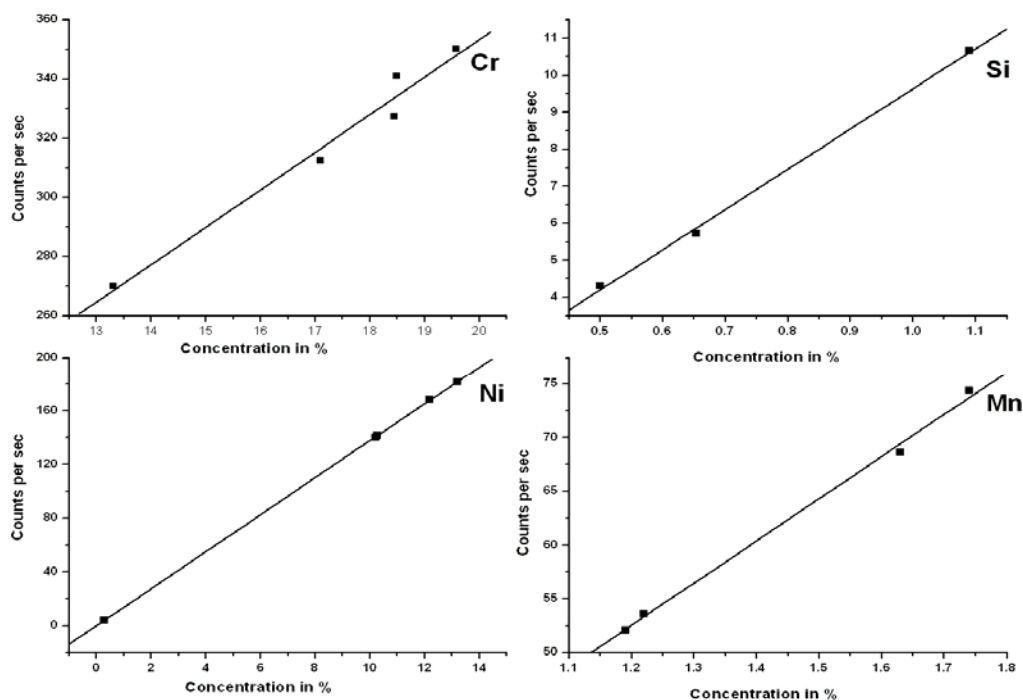 360
340
320
300
280
260
Counts per sec
Cr
13 14 15 16 17 18 19 20
Concentration in %
11
10
9
8
7
6
5
4
Counts per sec
Si
0.5 0.6 0.7 0.8 0.9 1.0 1.1
Concentration in %
200
160
120
80
40
0
Counts per sec
Ni
0 2 4 6 8 10 12 14
Concentration in %
75
70
65
60
55
50
Counts per sec
Mn
1.1 1.2 1.3 1.4 1.5 1.6 1.7 1.8
Concentration in %